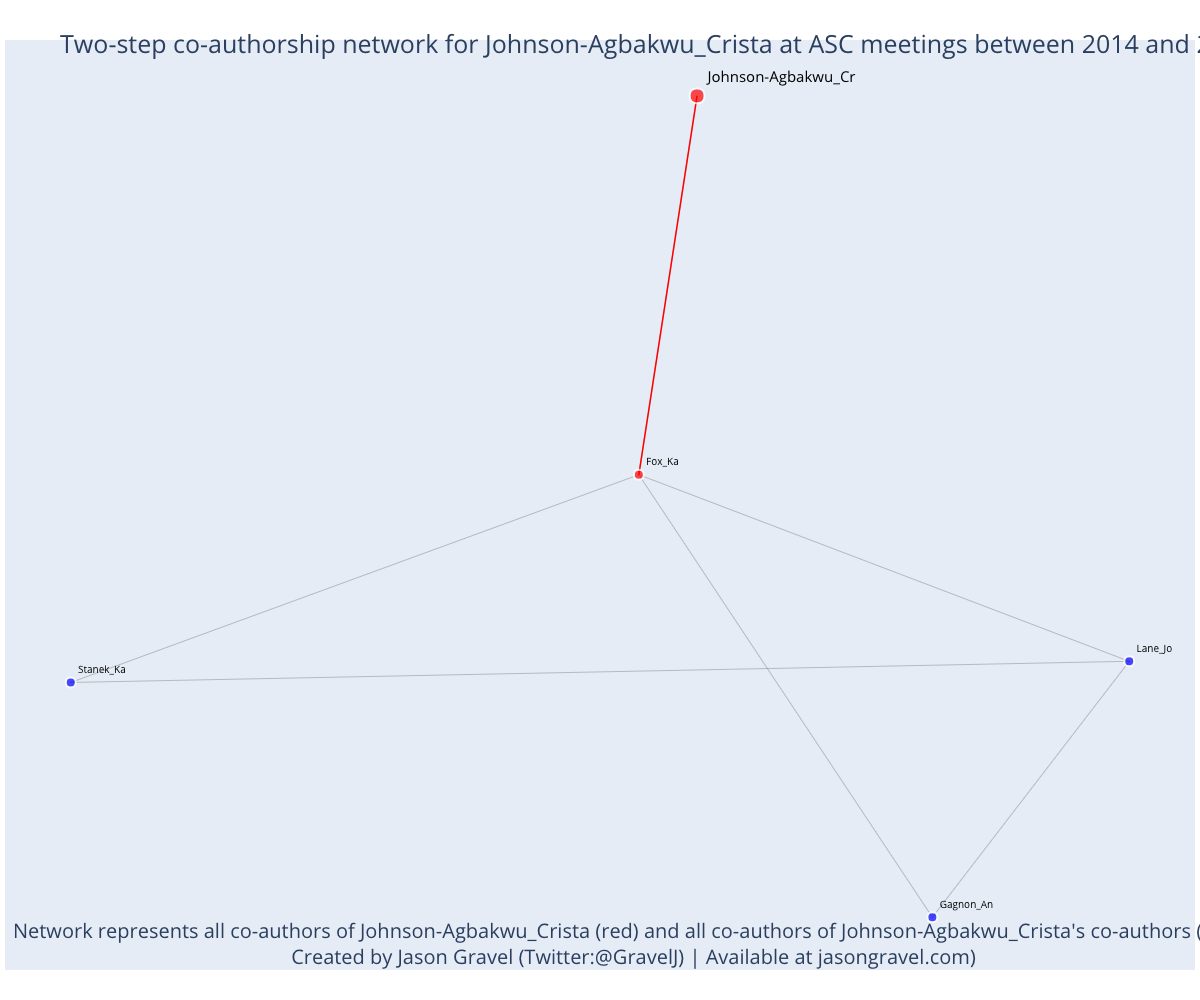 Two-step co-authorship network for Johnson-Agbakwu_Crista at ASC meetings between 2014 and
Johnson-Agbakwu_Cr
Fox_Ka
Lane_Jo
Stanek_Ka
Gagnon_An
Network represents all co-authors of Johnson-Agbakwu_Crista (red) and all co-authors of Johnson-Agbakwu_Crista's co-authors (
Created by Jason Gravel (Twitter:@GravelJ) | Available at jasongravel.com)